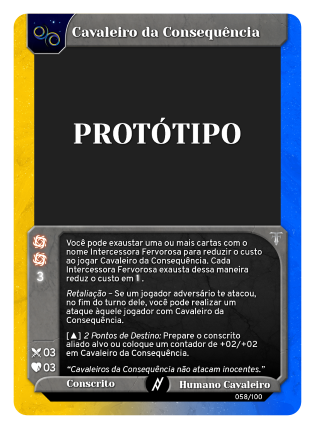 Cavaleiro da Consequência
PROTÓTIPO
3
Você pode exaustar uma ou mais cartas com o
nome Intercessora Fervorosa para reduzir o custo
ao jogar Cavaleiro da Consequência. Cada
Intercessora Fervorosa exausta dessa maneira
reduz o custo em 1.
Retaliação – Se um jogador adversário te atacou,
no fim do turno dele, você pode realizar um
ataque àquele jogador com Cavaleiro da
Consequência.
[▲] 2 Pontos de Destino: Prepare o conscrito
aliado alvo ou coloque um contador de +02/+02
em Cavaleiro da Consequência.
03
03
“Cavaleiros da Consequência não atacam inocentes.”
Conscrito
Humano Cavaleiro
058/100